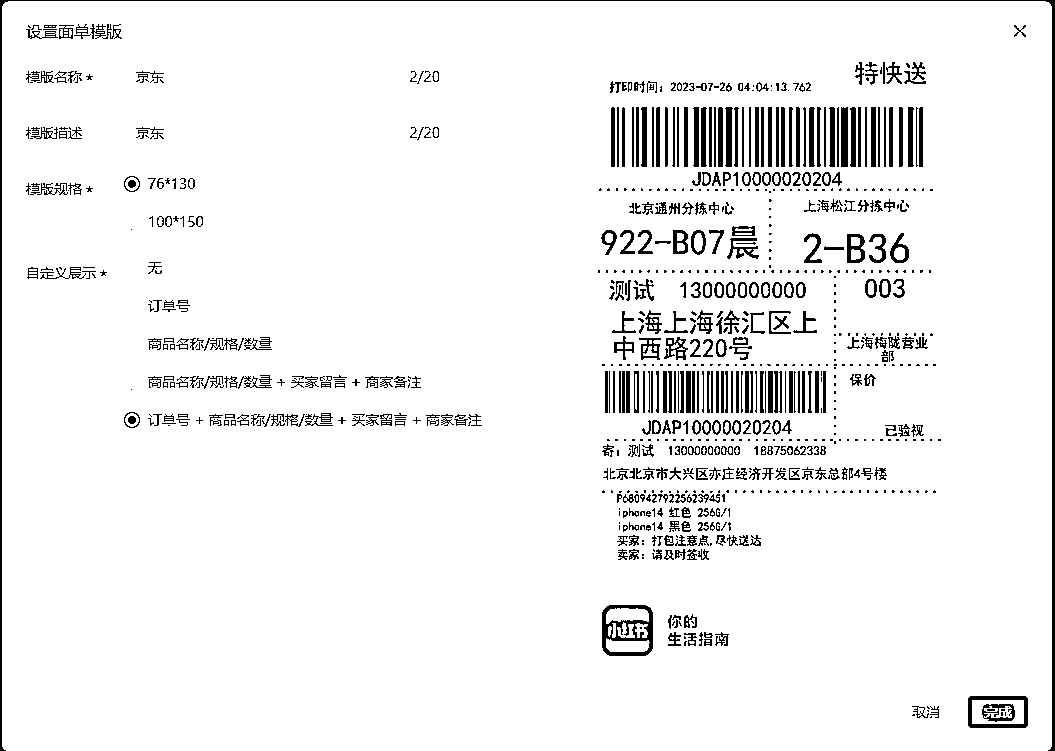 设置面单模版
模版名称 * 京东 2/20
模版描述 京东 2/20
模版规格 * 76*130
100*150
自定义展示 * 无
订单号
商品名称/规格/数量
商品名称/规格/数量 + 买家留言 + 商家备注
订单号 + 商品名称/规格/数量 + 买家留言 + 商家备注
打印时间：2023-07-26 04:04:13.762
特快送
JDAP10000020204
北京通州分拣中心
上海松江分拣中心
922-B07晨
2-B36
测试 13000000000
003
上海上海徐汇区上
中西路220号
上海梅陇营业
部
保价
JDAP10000020204
已验视
寄：测试 13000000000 18875062338
北京北京市大兴区亦庄经济开发区京东总部4号楼
P680942792256239451
iphone14 红色 256G/1
iphone14 黑色 256G/1
买家：打包注意点,尽快送达
卖家：请及时签收
小红书
你的
生活指南
取消
完成